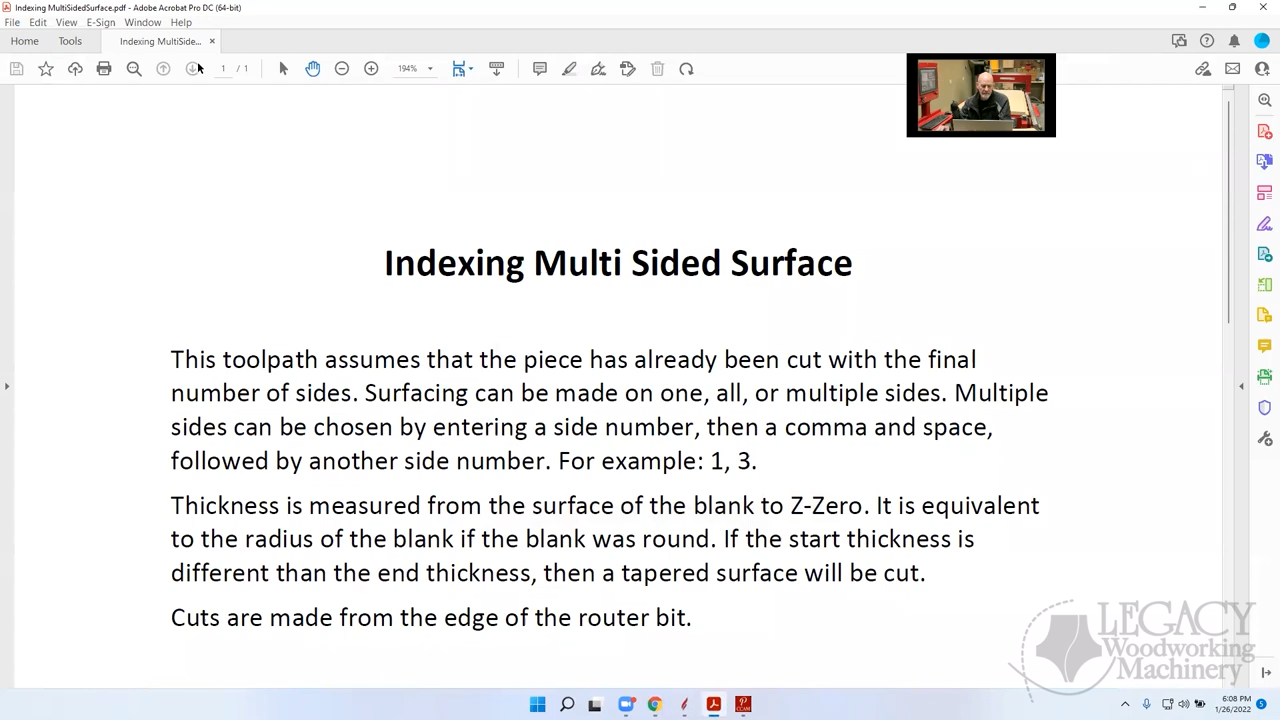 Indexing MultiSidedSurface.pdf - Adobe Acrobat Pro DC (64-bit)
File Edit View E-Sign Window Help
Home Tools Indexing MultiSide... ×
/ 1 194%
Indexing Multi Sided Surface
This toolpath assumes that the piece has already been cut with the final
number of sides. Surfacing can be made on one, all, or multiple sides. Multiple
sides can be chosen by entering a side number, then a comma and space,
followed by another side number. For example: 1, 3.
Thickness is measured from the surface of the blank to Z-Zero. It is equivalent
to the radius of the blank if the blank was round. If the start thickness is
different than the end thickness, then a tapered surface will be cut.
Cuts are made from the edge of the router bit.
LEGACY
Woodworking
Machinery
6:08 PM
1/26/2022